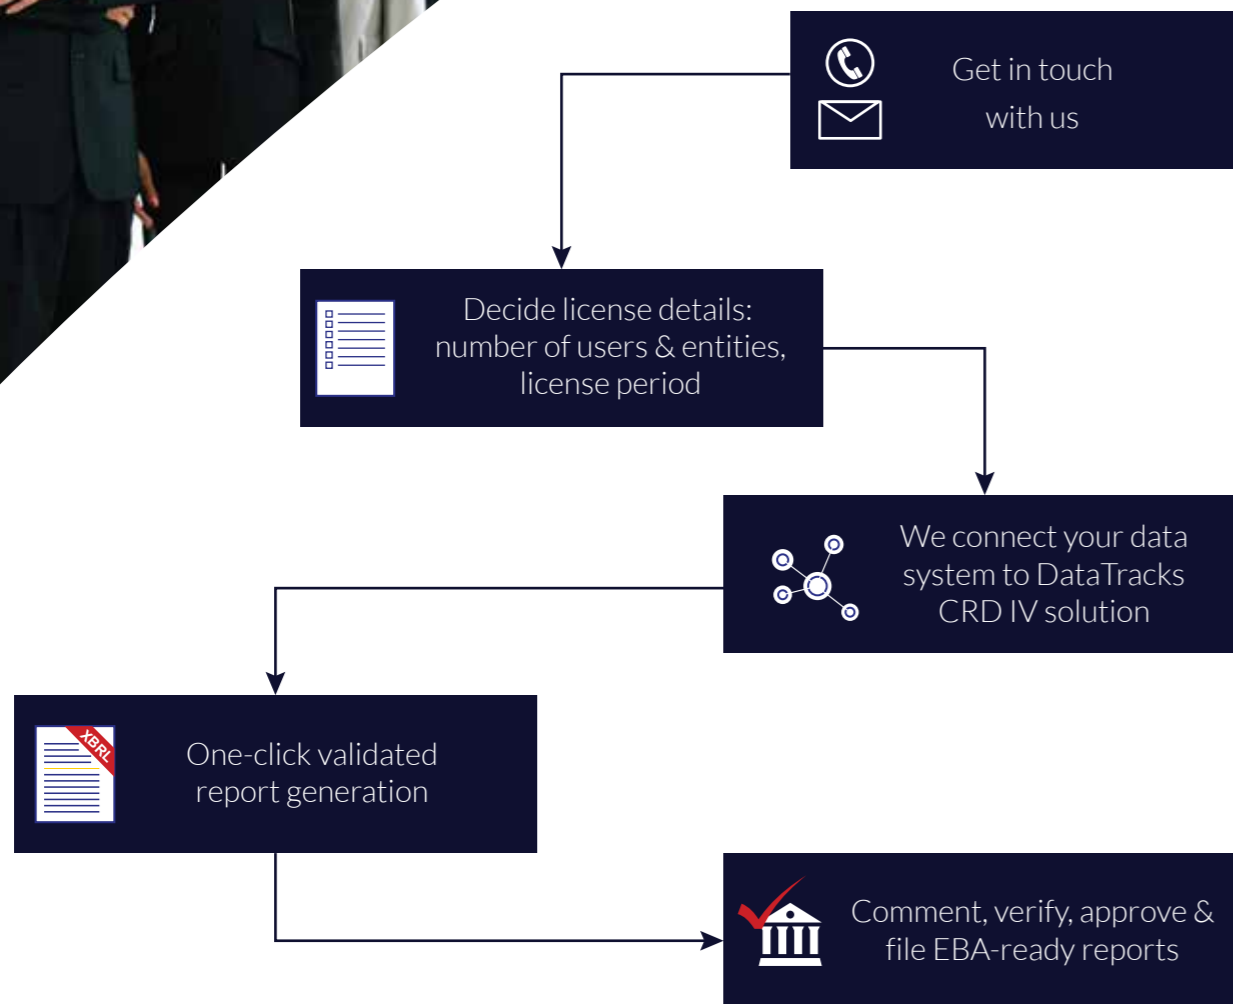 Get in touch
with us
Decide license details:
number of users & entities,
license period
We connect your data
system to DataTracks
CRD IV solution
XBRL
One-click validated
report generation
Comment, verify, approve &
file EBA-ready reports